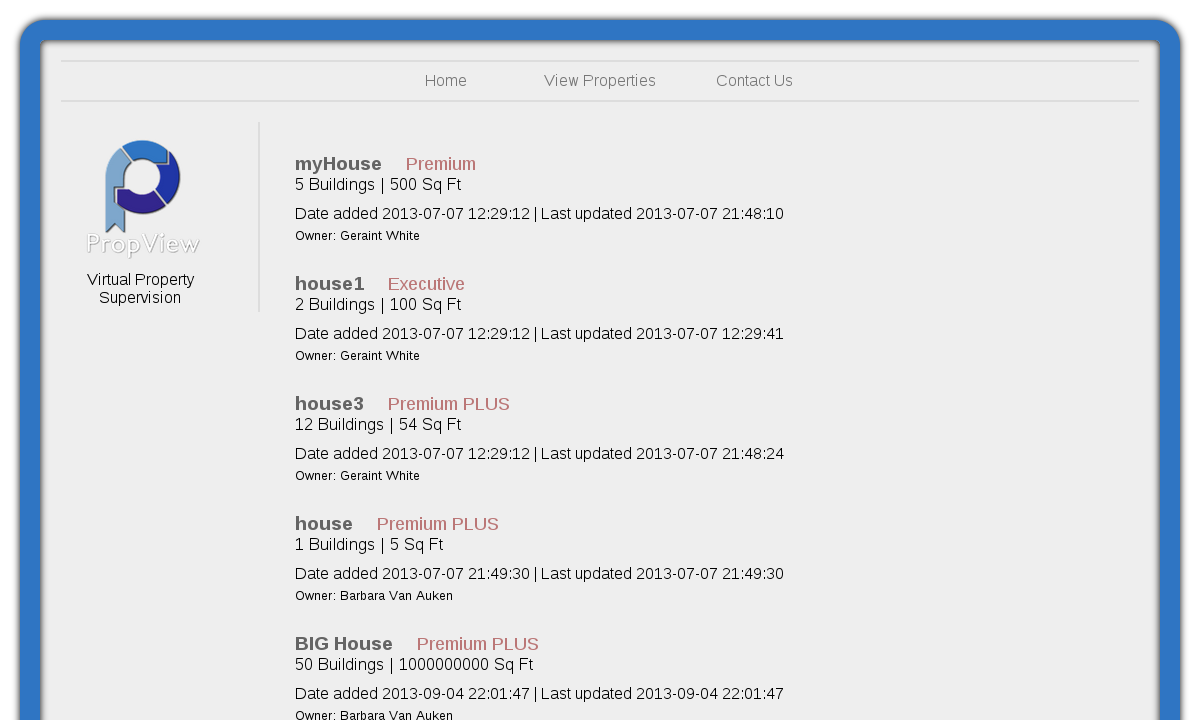 Home View Properties Contact Us
PropView
Virtual Property
Supervision
myHouse Premium
5 Buildings | 500 Sq Ft
Date added 2013-07-07 12:29:12 | Last updated 2013-07-07 21:48:10
Owner: Geraint White
house1 Executive
2 Buildings | 100 Sq Ft
Date added 2013-07-07 12:29:12 | Last updated 2013-07-07 12:29:41
Owner: Geraint White
house3 Premium PLUS
12 Buildings | 54 Sq Ft
Date added 2013-07-07 12:29:12 | Last updated 2013-07-07 21:48:24
Owner: Geraint White
house Premium PLUS
1 Buildings | 5 Sq Ft
Date added 2013-07-07 21:49:30 | Last updated 2013-07-07 21:49:30
Owner: Barbara Van Auken
BIG House Premium PLUS
50 Buildings | 1000000000 Sq Ft
Date added 2013-09-04 22:01:47 | Last updated 2013-09-04 22:01:47
Owner: Barbara Van Auken